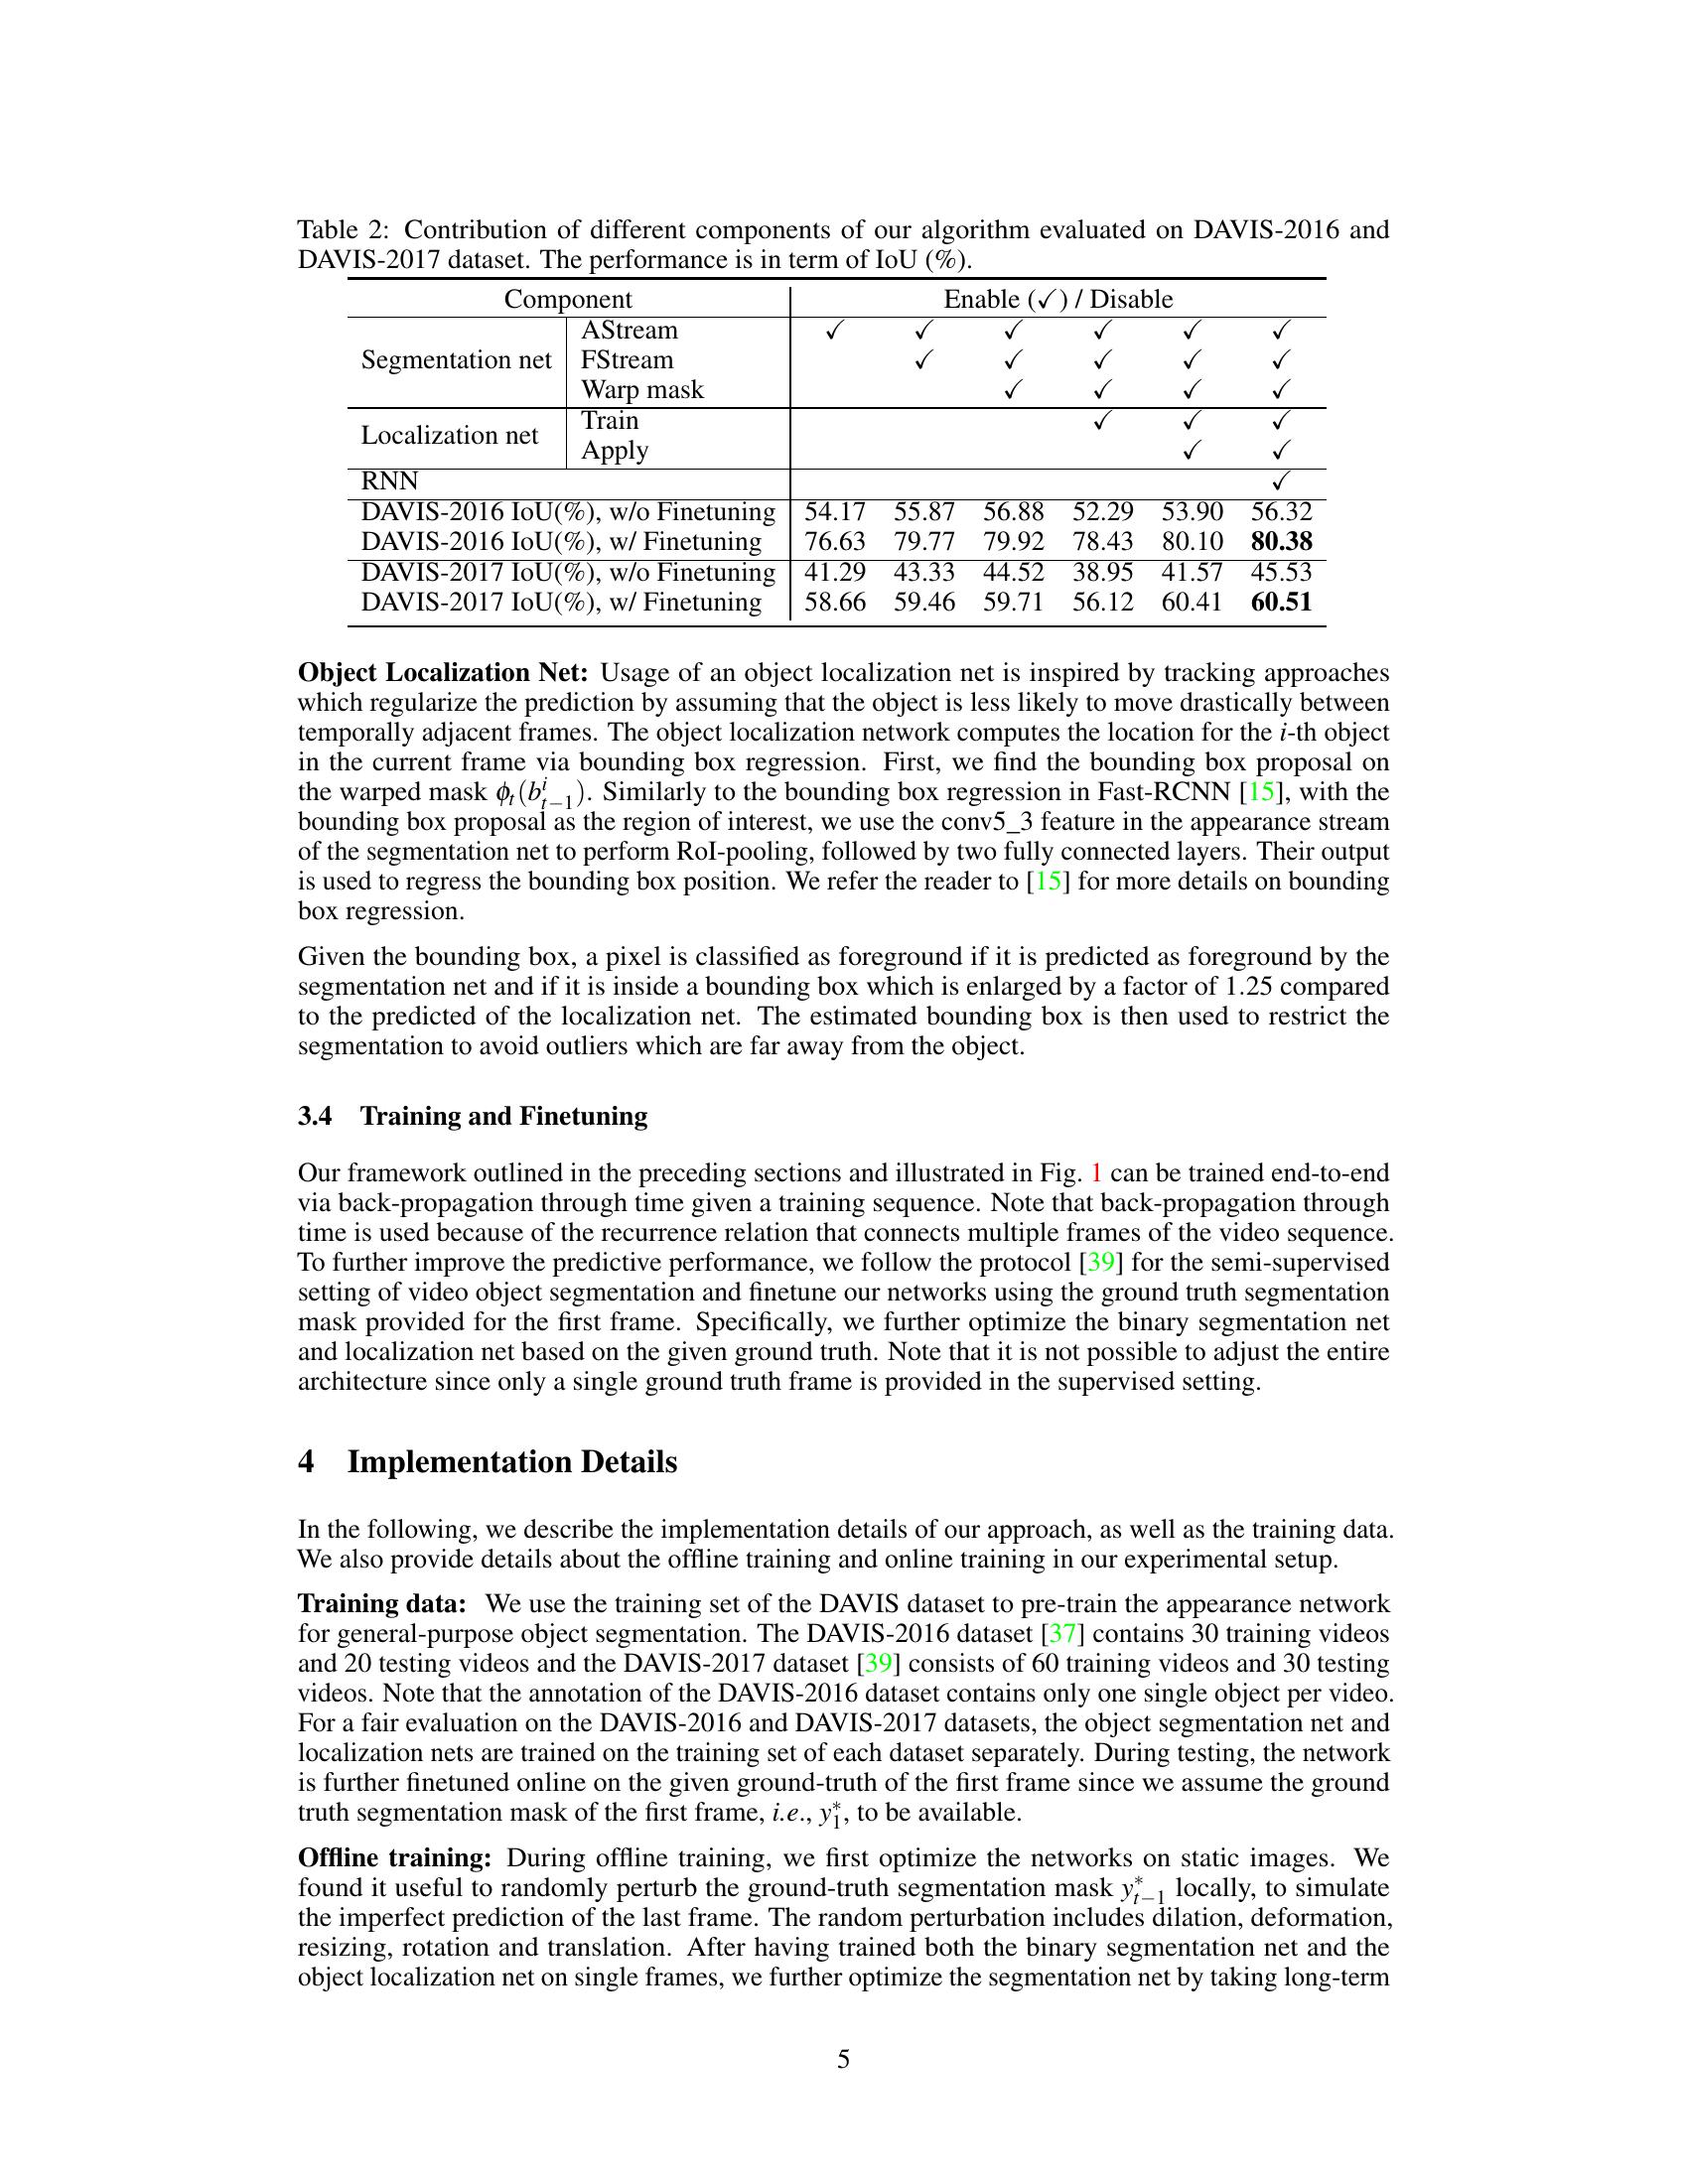 Table 2: Contribution of different components of our algorithm evaluated on DAVIS-2016 and
DAVIS-2017 dataset. The performance is in term of IoU (%).
Component Enable (✓) / Disable
Segmentation net AStream ✓ ✓ ✓ ✓ ✓ ✓
FStream ✓ ✓ ✓ ✓ ✓
Warp mask ✓ ✓ ✓ ✓
Localization net Train ✓ ✓ ✓
Apply ✓ ✓
RNN ✓
DAVIS-2016 IoU(%), w/o Finetuning 54.17 55.87 56.88 52.29 53.90 56.32
DAVIS-2016 IoU(%), w/ Finetuning 76.63 79.77 79.92 78.43 80.10 80.38
DAVIS-2017 IoU(%), w/o Finetuning 41.29 43.33 44.52 38.95 41.57 45.53
DAVIS-2017 IoU(%), w/ Finetuning 58.66 59.46 59.71 56.12 60.41 60.51
Object Localization Net: Usage of an object localization net is inspired by tracking approaches
which regularize the prediction by assuming that the object is less likely to move drastically between
temporally adjacent frames. The object localization network computes the location for the i-th object
in the current frame via bounding box regression. First, we find the bounding box proposal on
the warped mask ϕ_t(b^i_{t−1}). Similarly to the bounding box regression in Fast-RCNN [15], with the
bounding box proposal as the region of interest, we use the conv5_3 feature in the appearance stream
of the segmentation net to perform RoI-pooling, followed by two fully connected layers. Their output
is used to regress the bounding box position. We refer the reader to [15] for more details on bounding
box regression.
Given the bounding box, a pixel is classified as foreground if it is predicted as foreground by the
segmentation net and if it is inside a bounding box which is enlarged by a factor of 1.25 compared
to the predicted of the localization net. The estimated bounding box is then used to restrict the
segmentation to avoid outliers which are far away from the object.
3.4 Training and Finetuning
Our framework outlined in the preceding sections and illustrated in Fig. 1 can be trained end-to-end
via back-propagation through time given a training sequence. Note that back-propagation through
time is used because of the recurrence relation that connects multiple frames of the video sequence.
To further improve the predictive performance, we follow the protocol [39] for the semi-supervised
setting of video object segmentation and finetune our networks using the ground truth segmentation
mask provided for the first frame. Specifically, we further optimize the binary segmentation net
and localization net based on the given ground truth. Note that it is not possible to adjust the entire
architecture since only a single ground truth frame is provided in the supervised setting.
4 Implementation Details
In the following, we describe the implementation details of our approach, as well as the training data.
We also provide details about the offline training and online training in our experimental setup.
Training data: We use the training set of the DAVIS dataset to pre-train the appearance network
for general-purpose object segmentation. The DAVIS-2016 dataset [37] contains 30 training videos
and 20 testing videos and the DAVIS-2017 dataset [39] consists of 60 training videos and 30 testing
videos. Note that the annotation of the DAVIS-2016 dataset contains only one single object per video.
For a fair evaluation on the DAVIS-2016 and DAVIS-2017 datasets, the object segmentation net and
localization nets are trained on the training set of each dataset separately. During testing, the network
is further finetuned online on the given ground-truth of the first frame since we assume the ground
truth segmentation mask of the first frame, i.e., y*_1, to be available.
Offline training: During offline training, we first optimize the networks on static images. We
found it useful to randomly perturb the ground-truth segmentation mask y*_{t−1} locally, to simulate
the imperfect prediction of the last frame. The random perturbation includes dilation, deformation,
resizing, rotation and translation. After having trained both the binary segmentation net and the
object localization net on single frames, we further optimize the segmentation net by taking long-term
5